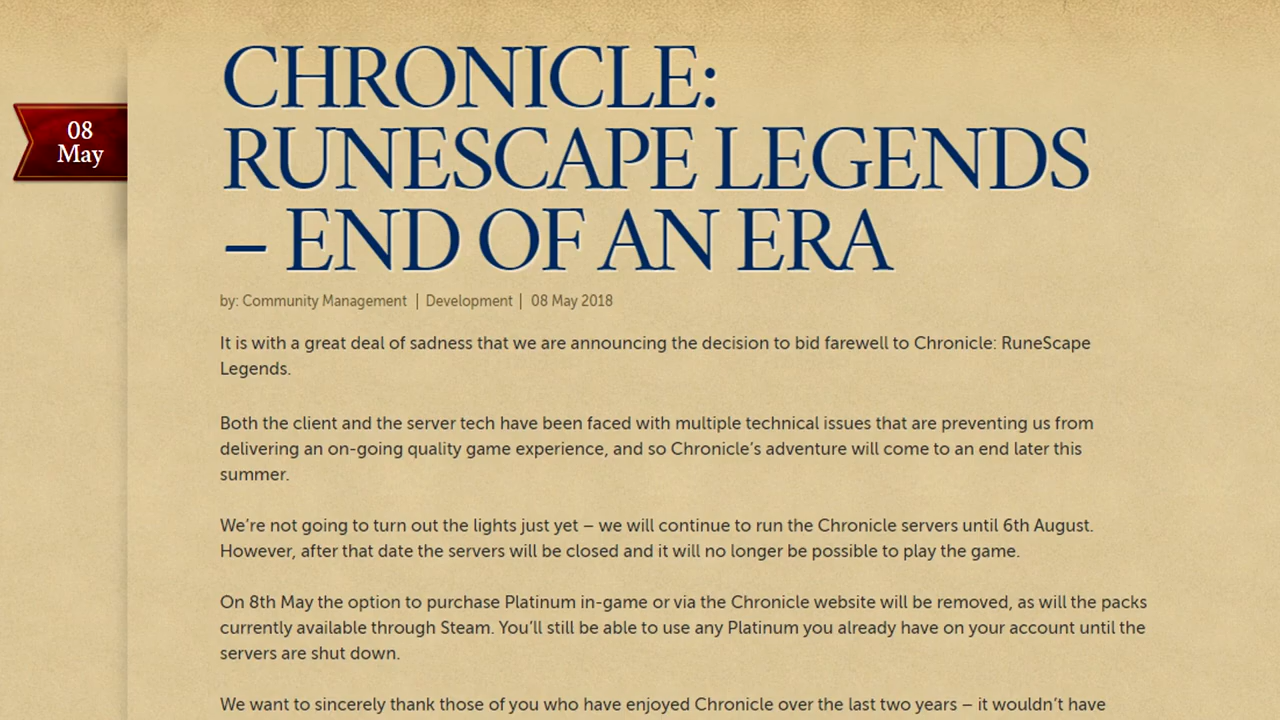 CHRONICLE:
RUNESCAPE LEGENDS
– END OF AN ERA
08
May
by: Community Management | Development | 08 May 2018
It is with a great deal of sadness that we are announcing the decision to bid farewell to Chronicle: RuneScape
Legends.
Both the client and the server tech have been faced with multiple technical issues that are preventing us from
delivering an on-going quality game experience, and so Chronicle’s adventure will come to an end later this
summer.
We’re not going to turn out the lights just yet – we will continue to run the Chronicle servers until 6th August.
However, after that date the servers will be closed and it will no longer be possible to play the game.
On 8th May the option to purchase Platinum in-game or via the Chronicle website will be removed, as will the packs
currently available through Steam. You’ll still be able to use any Platinum you already have on your account until the
servers are shut down.
We want to sincerely thank those of you who have enjoyed Chronicle over the last two years – it wouldn’t have